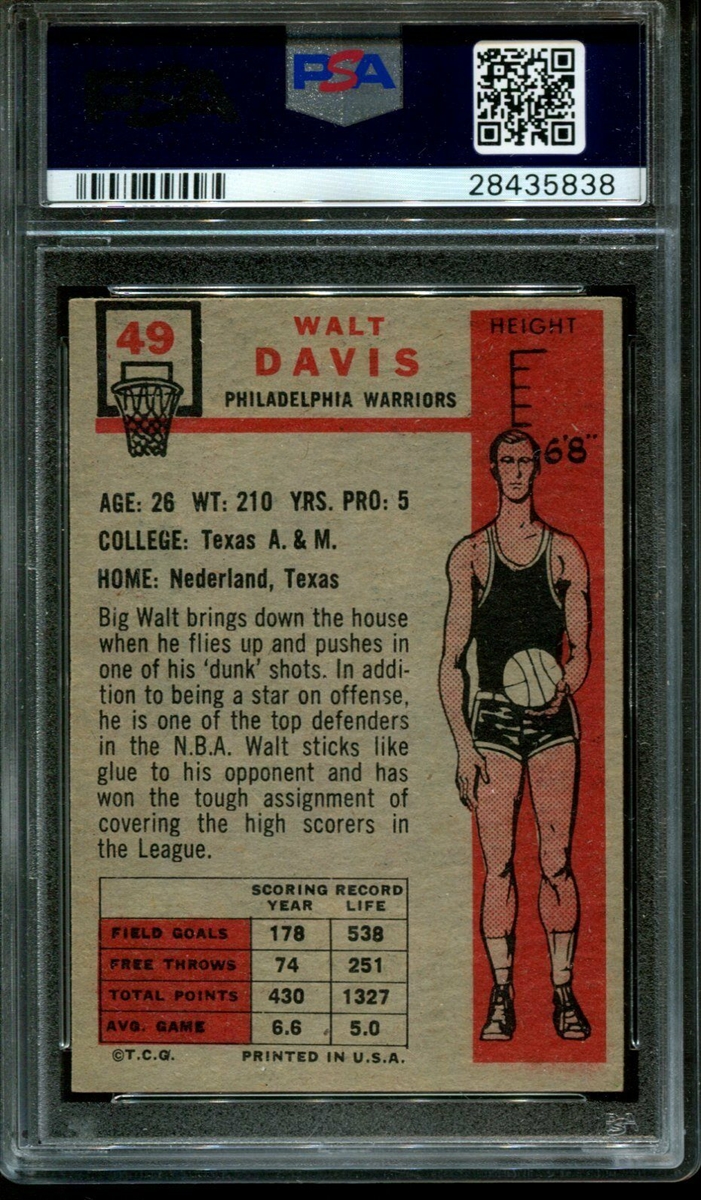 PSA
PSA
28435838
49
WALT
DAVIS
PHILADELPHIA WARRIORS
HEIGHT
6'8"
AGE: 26 WT: 210 YRS. PRO: 5
COLLEGE: Texas A. & M.
HOME: Nederland, Texas
Big Walt brings down the house
when he flies up and pushes in
one of his 'dunk' shots. In addi-
tion to being a star on offense,
he is one of the top defenders
in the N.B.A. Walt sticks like
glue to his opponent and has
won the tough assignment of
covering the high scorers in
the League.
SCORING RECORD
YEAR LIFE
FIELD GOALS 178 538
FREE THROWS 74 251
TOTAL POINTS 430 1327
AVG. GAME 6.6 5.0
©T.C.G. PRINTED IN U.S.A.